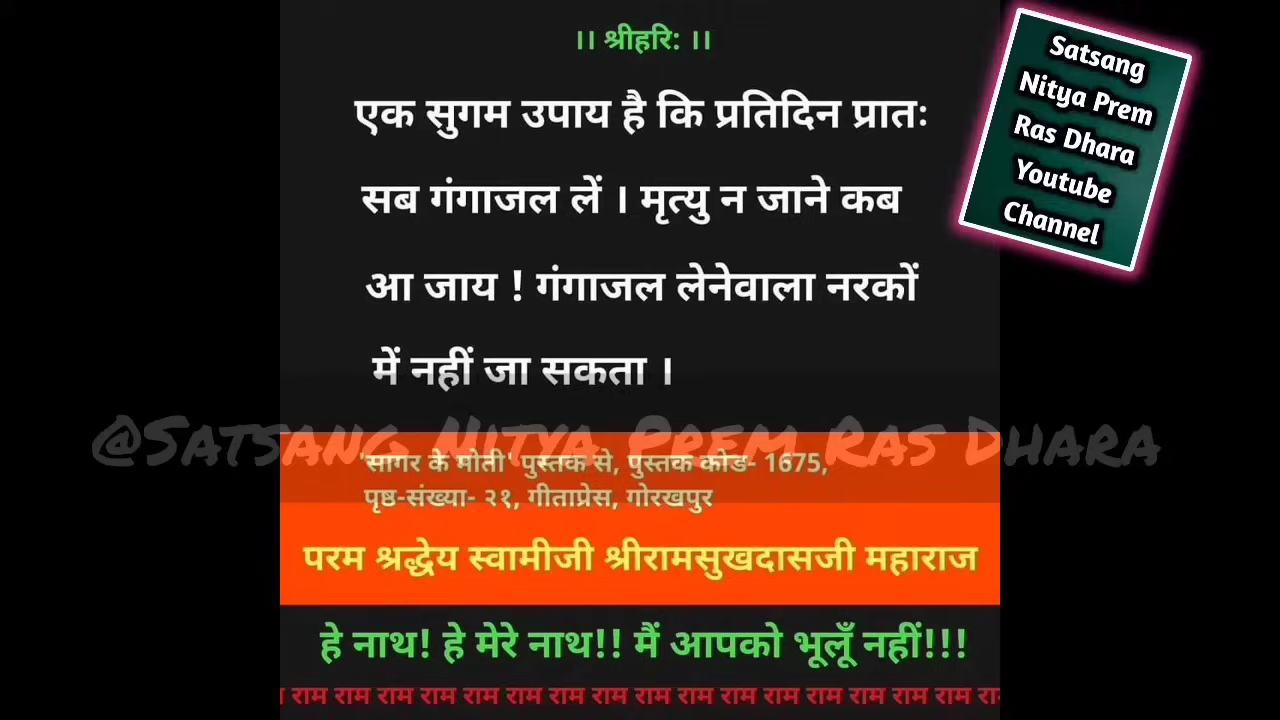 ।। श्रीहरि: ।।
एक सुगम उपाय है कि प्रतिदिन प्रातः
सब गंगाजल लें । मृत्यु न जाने कब
आ जाय ! गंगाजल लेनेवाला नरकों
में नहीं जा सकता ।
Satsang
Nitya Prem
Ras Dhara
Youtube
Channel
@Satsang Nitya Prem Ras Dhara
'सागर के मोती' पुस्तक से, पुस्तक कोड- 1675,
पृष्ठ-संख्या- २१, गीताप्रेस, गोरखपुर
परम श्रद्धेय स्वामीजी श्रीरामसुखदासजी महाराज
हे नाथ! हे मेरे नाथ!! मैं आपको भूलूँ नहीं!!!
राम राम राम राम राम राम राम राम राम राम राम राम राम राम राम राम